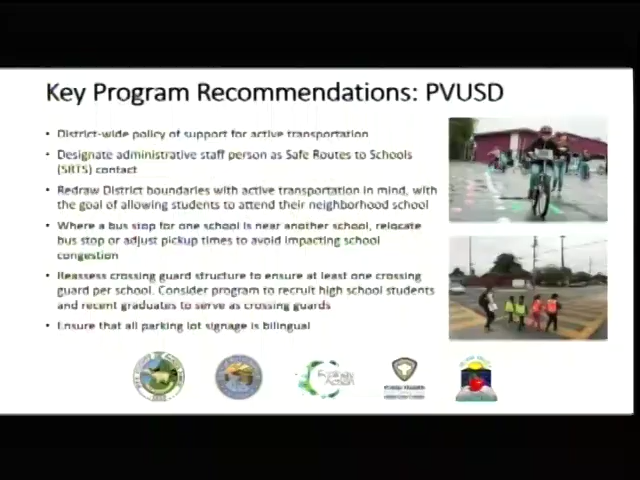 Key Program Recommendations: PVUSD
• District-wide policy of support for active transportation
• Designate administrative staff person as Safe Routes to Schools
(SRTS) contact
• Redraw District boundaries with active transportation in mind, with
the goal of allowing students to attend their neighborhood school
• Where a bus stop for one school is near another school, relocate
bus stop or adjust pickup times to avoid impacting school
congestion
• Reassess crossing guard structure to ensure at least one crossing
guard per school. Consider program to recruit high school students
and recent graduates to serve as crossing guards
• Ensure that all parking lot signage is bilingual